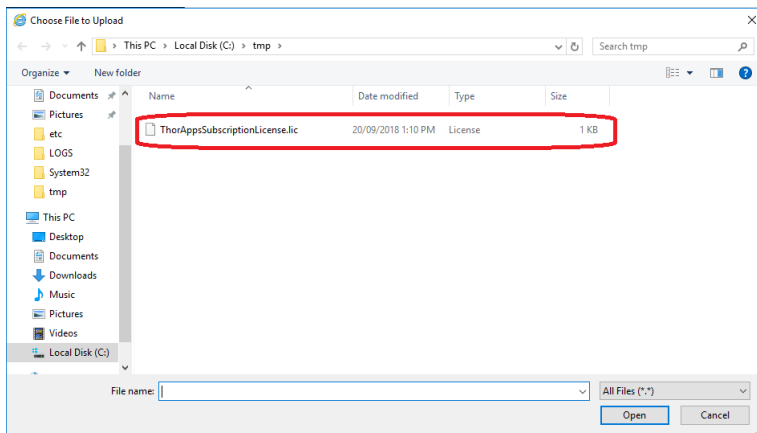 Choose File to Upload
This PC > Local Disk (C:) > tmp >
Search tmp
Organize
New folder
Name
Date modified
Type
Size
ThorAppsSubscriptionLicense.lic
20/09/2018 1:10 PM
License
1 KB
Documents
Pictures
etc
LOGS
System32
tmp
This PC
Desktop
Documents
Downloads
Music
Pictures
Videos
Local Disk (C:)
File name:
All Files (*.*)
Open
Cancel